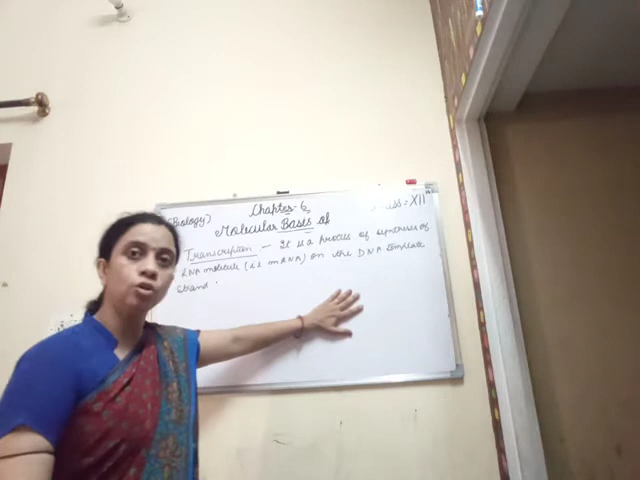 (Biology) Chapter-6 Class-XII
Molecular Basis of
Transcription - It is a process of synthesis of
RNA molecule (i.e mRNA) on the DNA template
strand.